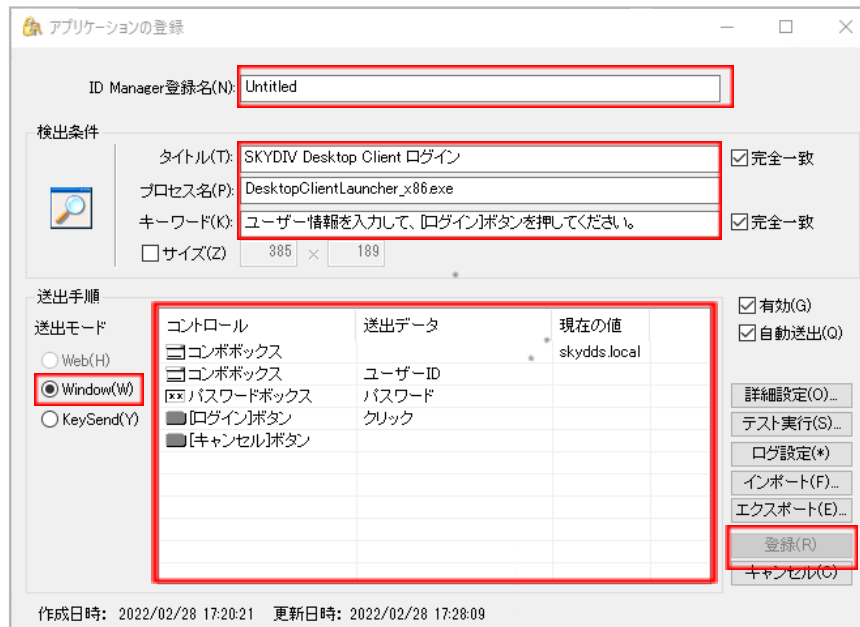 アプリケーションの登録
ID Manager登録名(N): Untitled
検出条件
タイトル(T): SKYDIV Desktop Client ログイン 完全一致
プロセス名(P): DesktopClientLauncher_x86.exe
キーワード(K): ユーザー情報を入力して、[ログイン]ボタンを押してください。 完全一致
サイズ(Z) 385 × 189
送出手順
送出モード
Web(H)
Window(W)
KeySend(Y)
コントロール 送出データ 現在の値
コンボボックス skydds.local
コンボボックス ユーザーID
パスワードボックス パスワード
[ログイン]ボタン クリック
[キャンセル]ボタン
有効(G)
自動送出(Q)
詳細設定(O)...
テスト実行(S)...
ログ設定(*)
インポート(F)...
エクスポート(E)...
登録(R)
キャンセル(C)
作成日時: 2022/02/28 17:20:21 更新日時: 2022/02/28 17:28:09